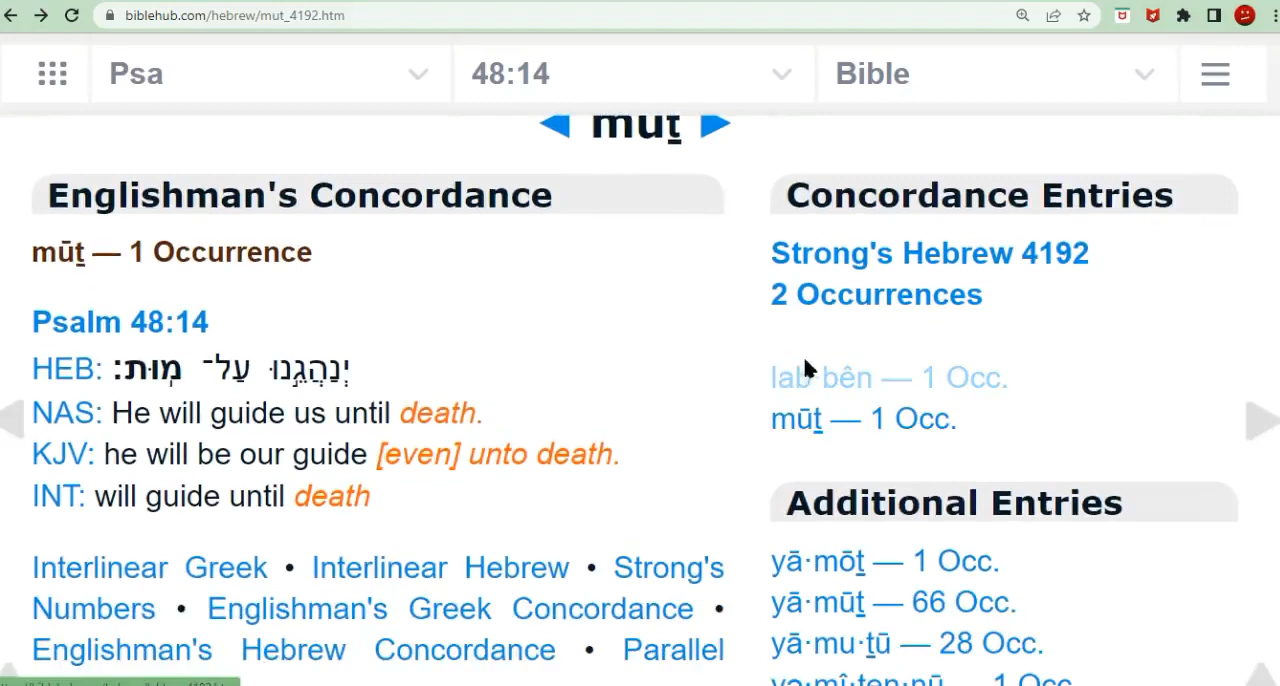 biblehub.com/hebrew/mut_4192.htm
Psa 48:14 Bible
mūṯ
Englishman's Concordance
mūṯ — 1 Occurrence
Psalm 48:14
HEB: יְנַהֲגֵ֣נוּ עַל־ מֽוּת׃
NAS: He will guide us until death.
KJV: he will be our guide [even] unto death.
INT: will guide until death
Interlinear Greek • Interlinear Hebrew • Strong's
Numbers • Englishman's Greek Concordance •
Englishman's Hebrew Concordance • Parallel
Concordance Entries
Strong's Hebrew 4192
2 Occurrences
lab·bên — 1 Occ.
mūṯ — 1 Occ.
Additional Entries
yā·mōṯ — 1 Occ.
yā·mūṯ — 66 Occ.
yā·mu·ṯū — 28 Occ.